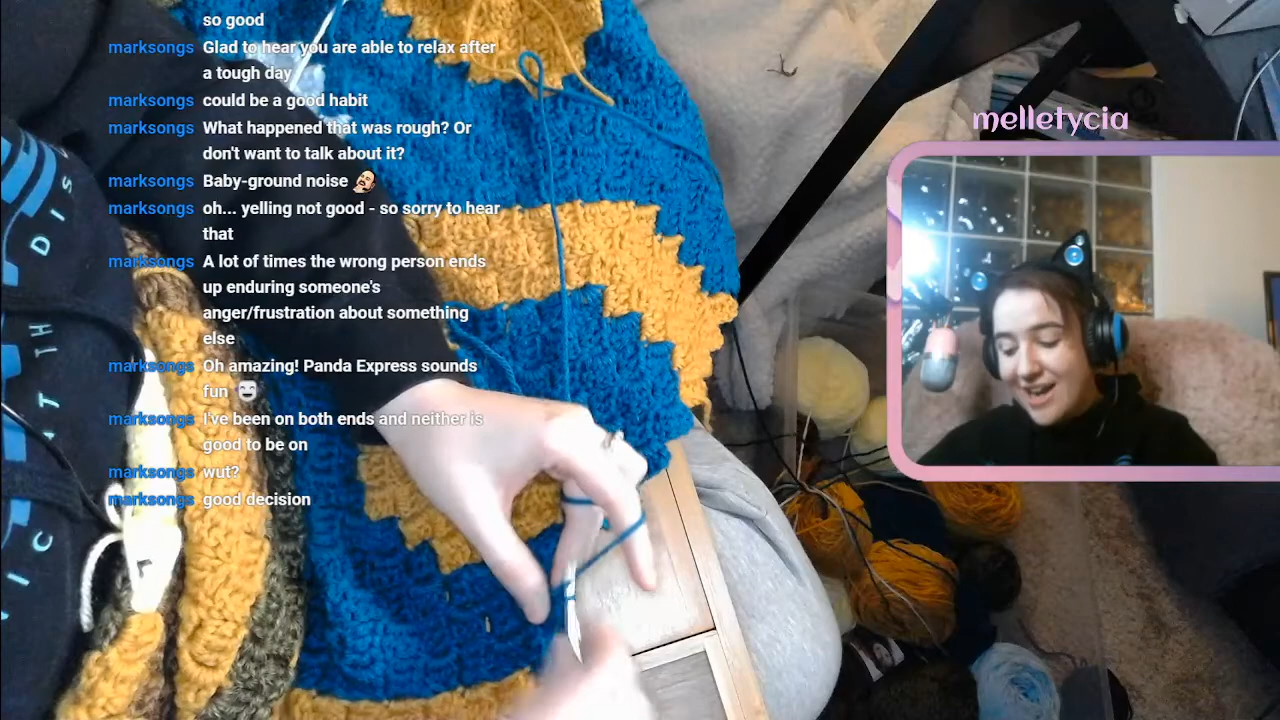 so good
marksongs Glad to hear you are able to relax after
a tough day
marksongs could be a good habit
marksongs What happened that was rough? Or
don't want to talk about it?
marksongs Baby-ground noise
marksongs oh... yelling not good - so sorry to hear
that
marksongs A lot of times the wrong person ends
up enduring someone's
anger/frustration about something
else
marksongs Oh amazing! Panda Express sounds
fun
marksongs I've been on both ends and neither is
good to be on
marksongs wut?
marksongs good decision
melletycia